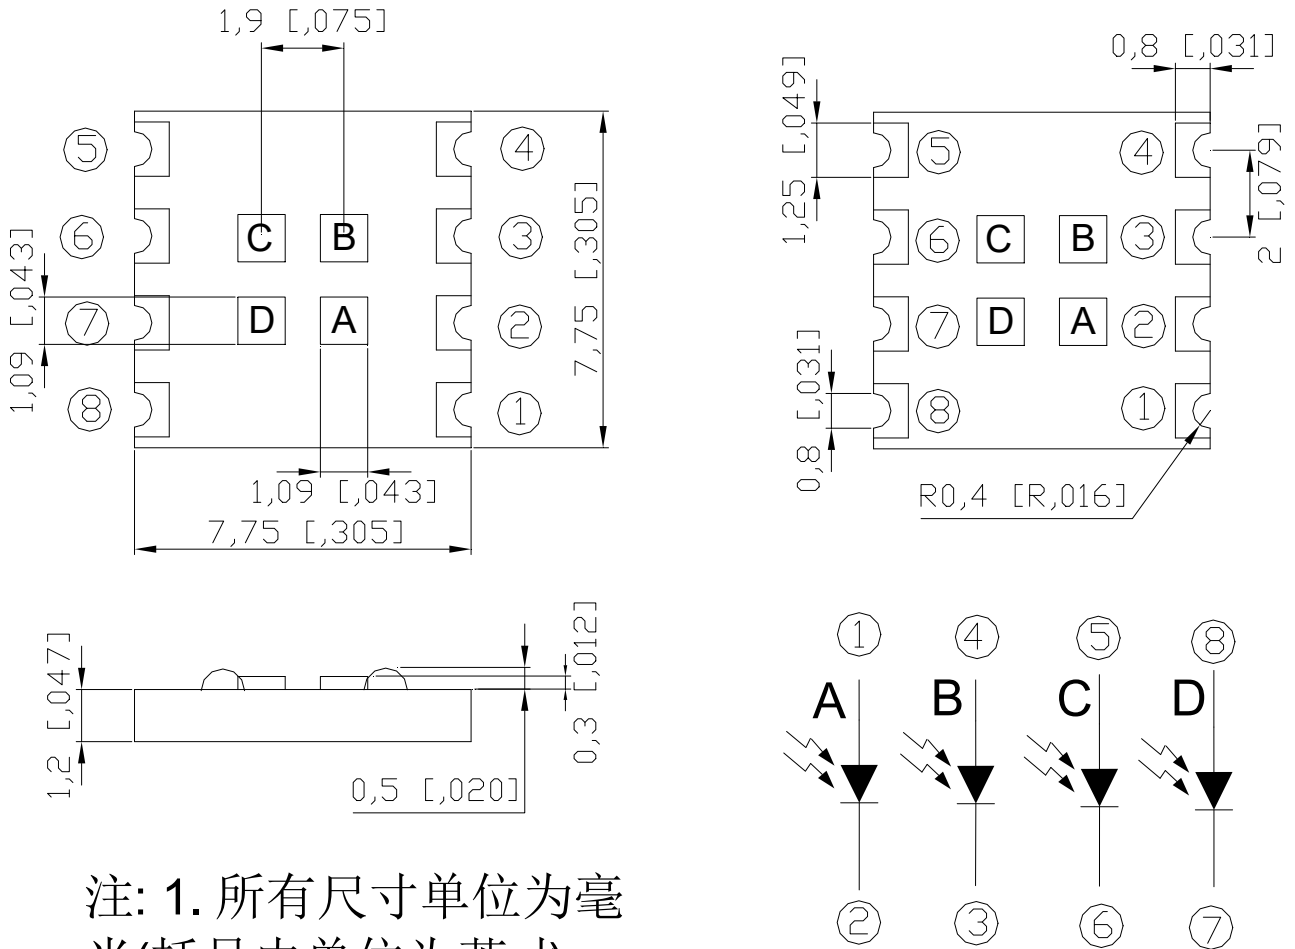 1,9 [,075]
0,8 [,031]
1,25 [,049]
⑤
④
⑤
④
2 [,079]
7,75 [,305]
⑥
C
B
③
⑥
C
B
③
1,09 [,043]
⑦
D
A
②
⑦
D
A
②
0,8 [,031]
⑧
①
⑧
①
1,09 [,043]
R0,4 [R,016]
7,75 [,305]
1,2 [,047]
0,3 [,012]
0,5 [,020]
① ④ ⑤ ⑧
A B C D
② ③ ⑥ ⑦
注: 1. 所有尺寸单位为毫